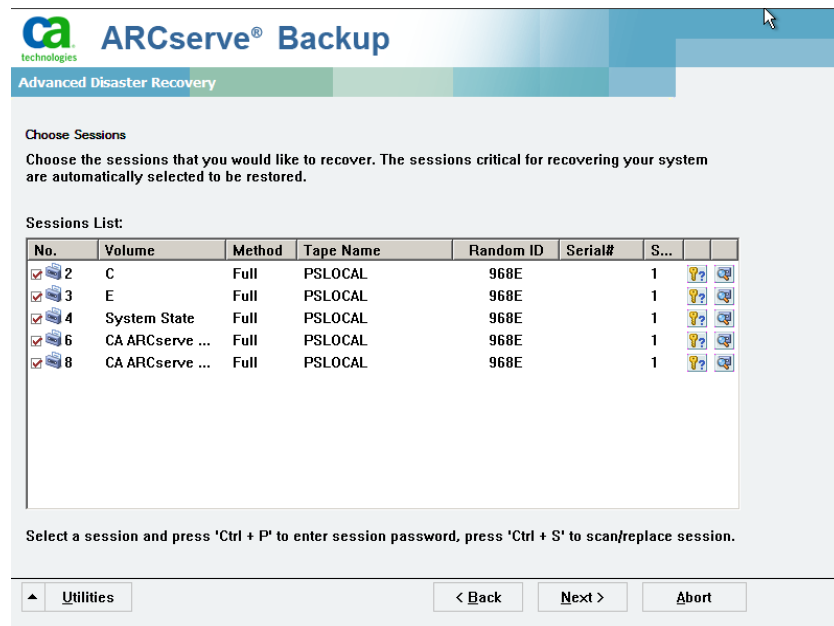 ca
technologies
ARCserve® Backup
Advanced Disaster Recovery
Choose Sessions
Choose the sessions that you would like to recover. The sessions critical for recovering your system
are automatically selected to be restored.
Sessions List:
No. Volume Method Tape Name Random ID Serial# S...
2 C Full PSLOCAL 968E 1
3 E Full PSLOCAL 968E 1
4 System State Full PSLOCAL 968E 1
6 CA ARCserve ... Full PSLOCAL 968E 1
8 CA ARCserve ... Full PSLOCAL 968E 1
Select a session and press 'Ctrl + P' to enter session password, press 'Ctrl + S' to scan/replace session.
Utilities < Back Next > Abort